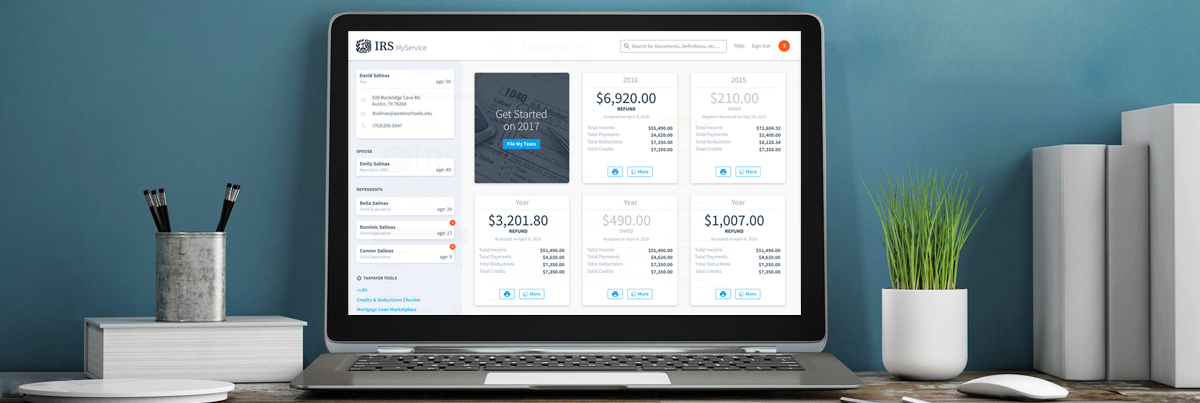 IRS MyService
Search for Documents, Definitions, etc...
FAQs
Sign Out
David Salinas
You
age: 50
929 Buckridge Cove Rd,
Austin, TX 78268
dsalinas@austinschools.edu
(703)205-9547
SPOUSE
Emily Salinas
Married in 1993
age: 49
DEPENDENTS
Bella Salinas
Child Dependent
age: 20
Dominic Salinas
Child Dependent
age: 17
Connor Salinas
Child Dependent
age: 9
TAXPAYER TOOLS
myRA
Credits & Deductions Checker
Mortgage Loan Marketplace
1040
Label
Get Started
on 2017
File My Taxes
2016
$6,920.00
REFUND
Accepted on April 4, 2016
Total Income $51,490.00
Total Payments $4,620.00
Total Deductions $7,350.00
Total Credits $7,350.00
More
2015
$210.00
OWED
Payment Received on May 24, 2015
Total Income $72,604.32
Total Payments $2,400.00
Total Deductions $8,120.34
Total Credits $7,350.00
More
Year
$3,201.80
REFUND
Accepted on April 4, 2016
Total Income $51,490.00
Total Payments $4,620.00
Total Deductions $7,350.00
Total Credits $7,350.00
More
Year
$490.00
OWED
Accepted on April 4, 2016
Total Income $51,490.00
Total Payments $4,620.00
Total Deductions $7,350.00
Total Credits $7,350.00
More
Year
$1,007.00
REFUND
Accepted on April 4, 2016
Total Income $51,490.00
Total Payments $4,620.00
Total Deductions $7,350.00
Total Credits $7,350.00
More